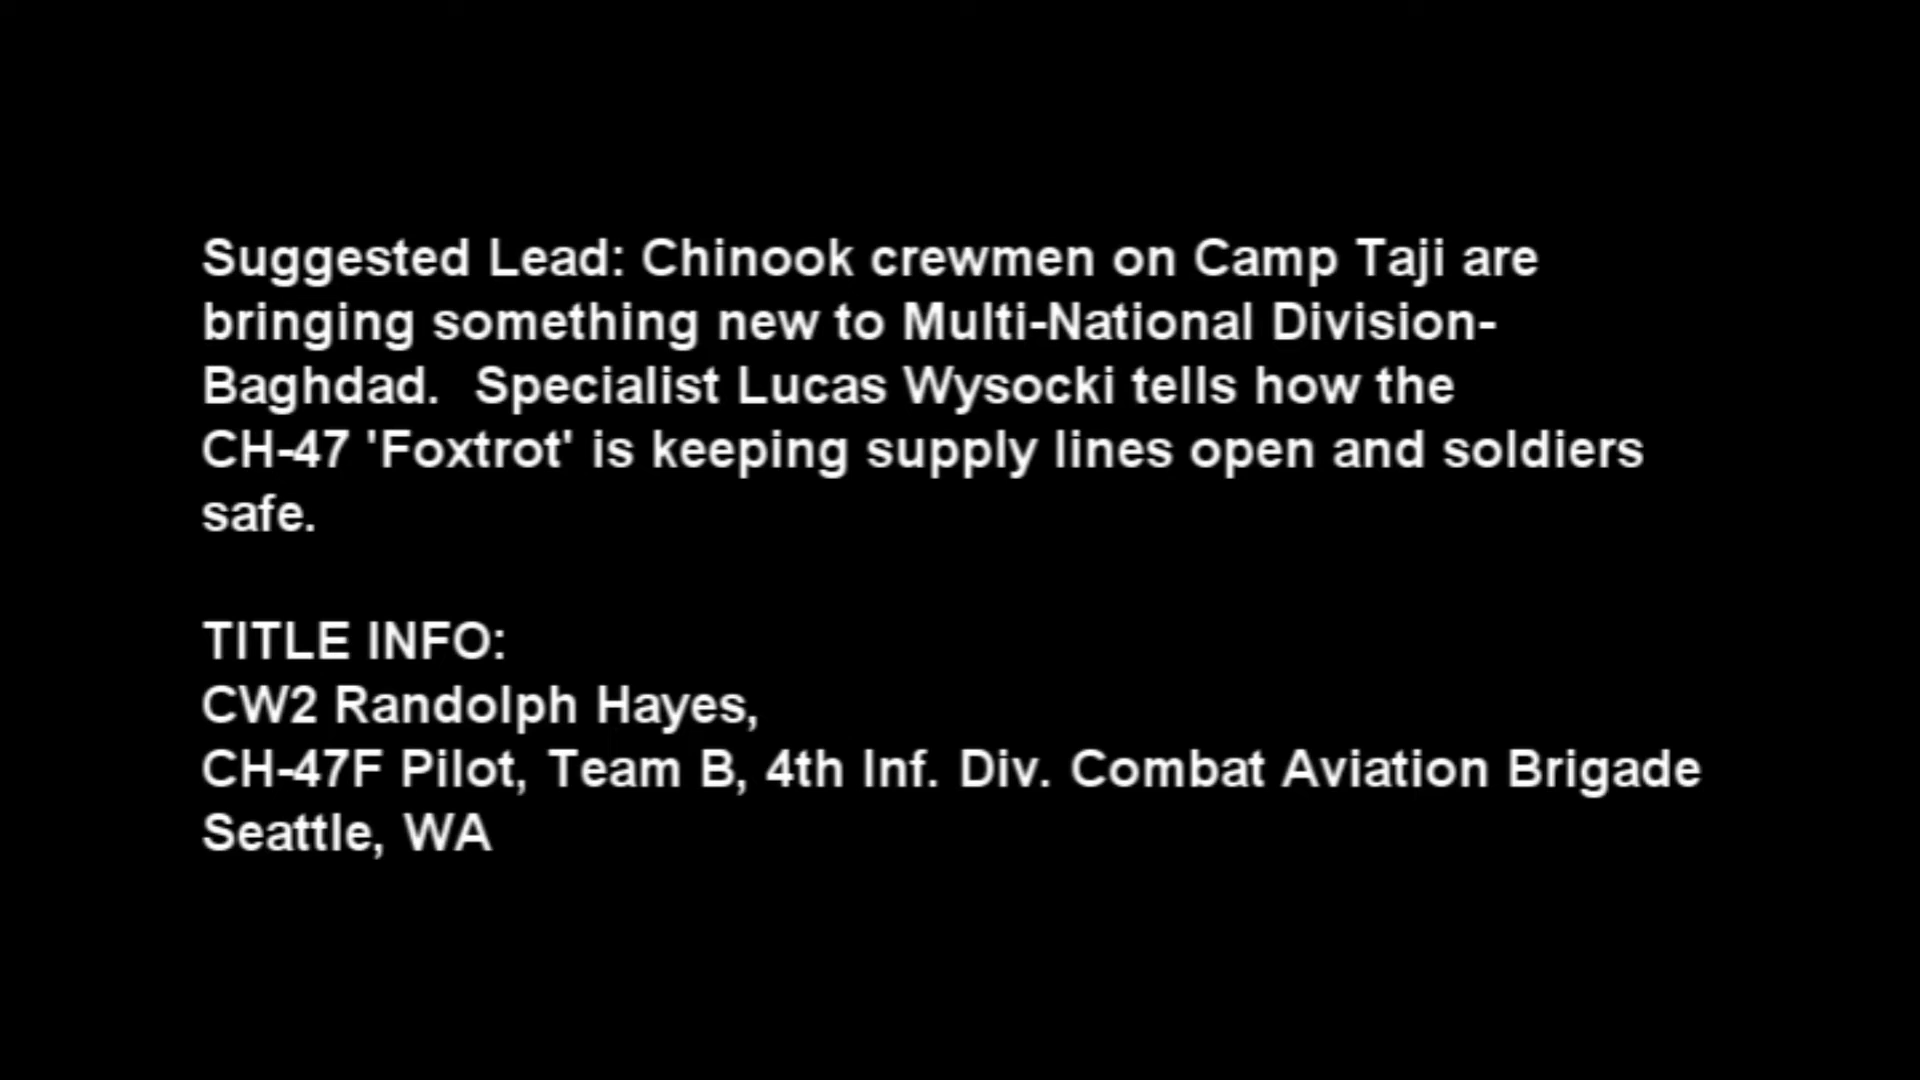 Suggested Lead: Chinook crewmen on Camp Taji are
bringing something new to Multi-National Division-
Baghdad.  Specialist Lucas Wysocki tells how the
CH-47 'Foxtrot' is keeping supply lines open and soldiers
safe.
TITLE INFO:
CW2 Randolph Hayes,
CH-47F Pilot, Team B, 4th Inf. Div. Combat Aviation Brigade
Seattle, WA